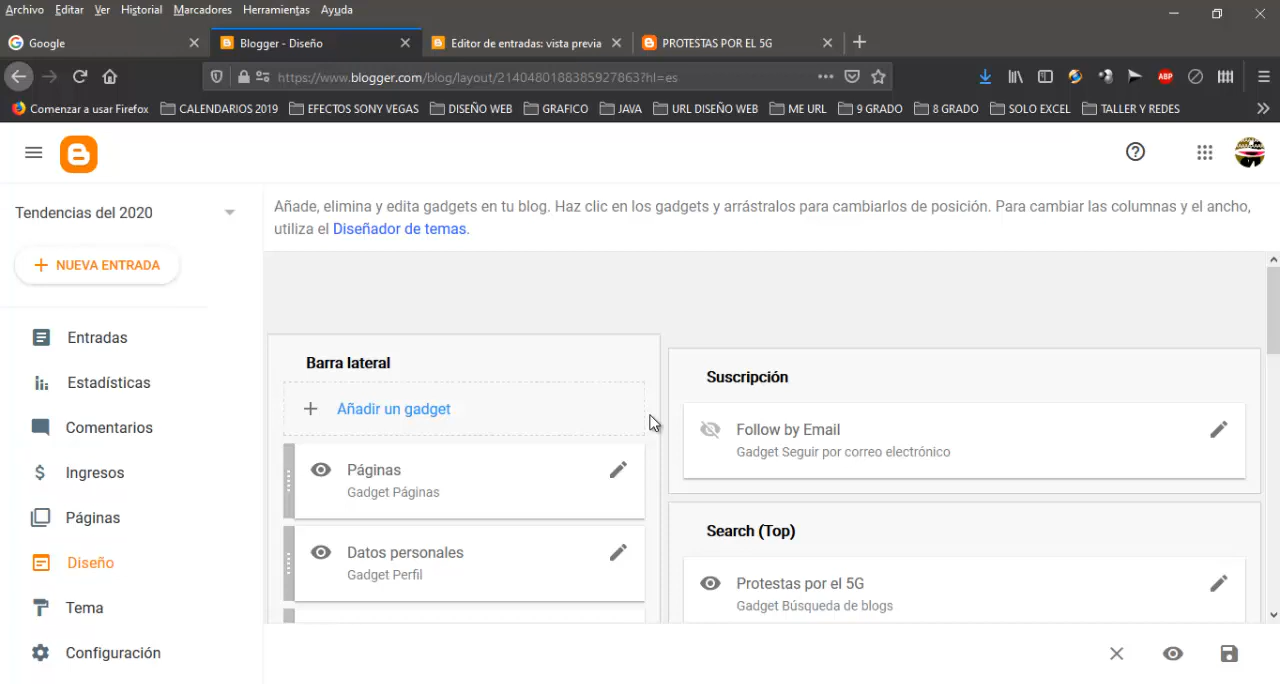 Archivo Editar Ver Historial Marcadores Herramientas Ayuda
Google
Blogger - Diseño
Editor de entradas: vista previa
PROTESTAS POR EL 5G
https://www.blogger.com/blog/layout/2140480188385927863?hl=es
ABP
Comenzar a usar Firefox CALENDARIOS 2019 EFECTOS SONY VEGAS DISEÑO WEB GRAFICO JAVA URL DISEÑO WEB ME URL 9 GRADO 8 GRADO SOLO EXCEL TALLER Y REDES
Tendencias del 2020
NUEVA ENTRADA
Entradas
Estadísticas
Comentarios
Ingresos
Páginas
Diseño
Tema
Configuración
Añade, elimina y edita gadgets en tu blog. Haz clic en los gadgets y arrástralos para cambiarlos de posición. Para cambiar las columnas y el ancho,
utiliza el Diseñador de temas.
Barra lateral
Añadir un gadget
Páginas
Gadget Páginas
Datos personales
Gadget Perfil
Suscripción
Follow by Email
Gadget Seguir por correo electrónico
Search (Top)
Protestas por el 5G
Gadget Búsqueda de blogs